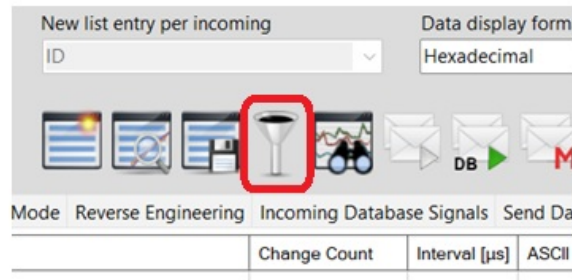 New list entry per incoming
Data display form
ID
Hexadecimal
DB
M
Mode Reverse Engineering Incoming Database Signals Send Da
Change Count Interval [µs] ASCII